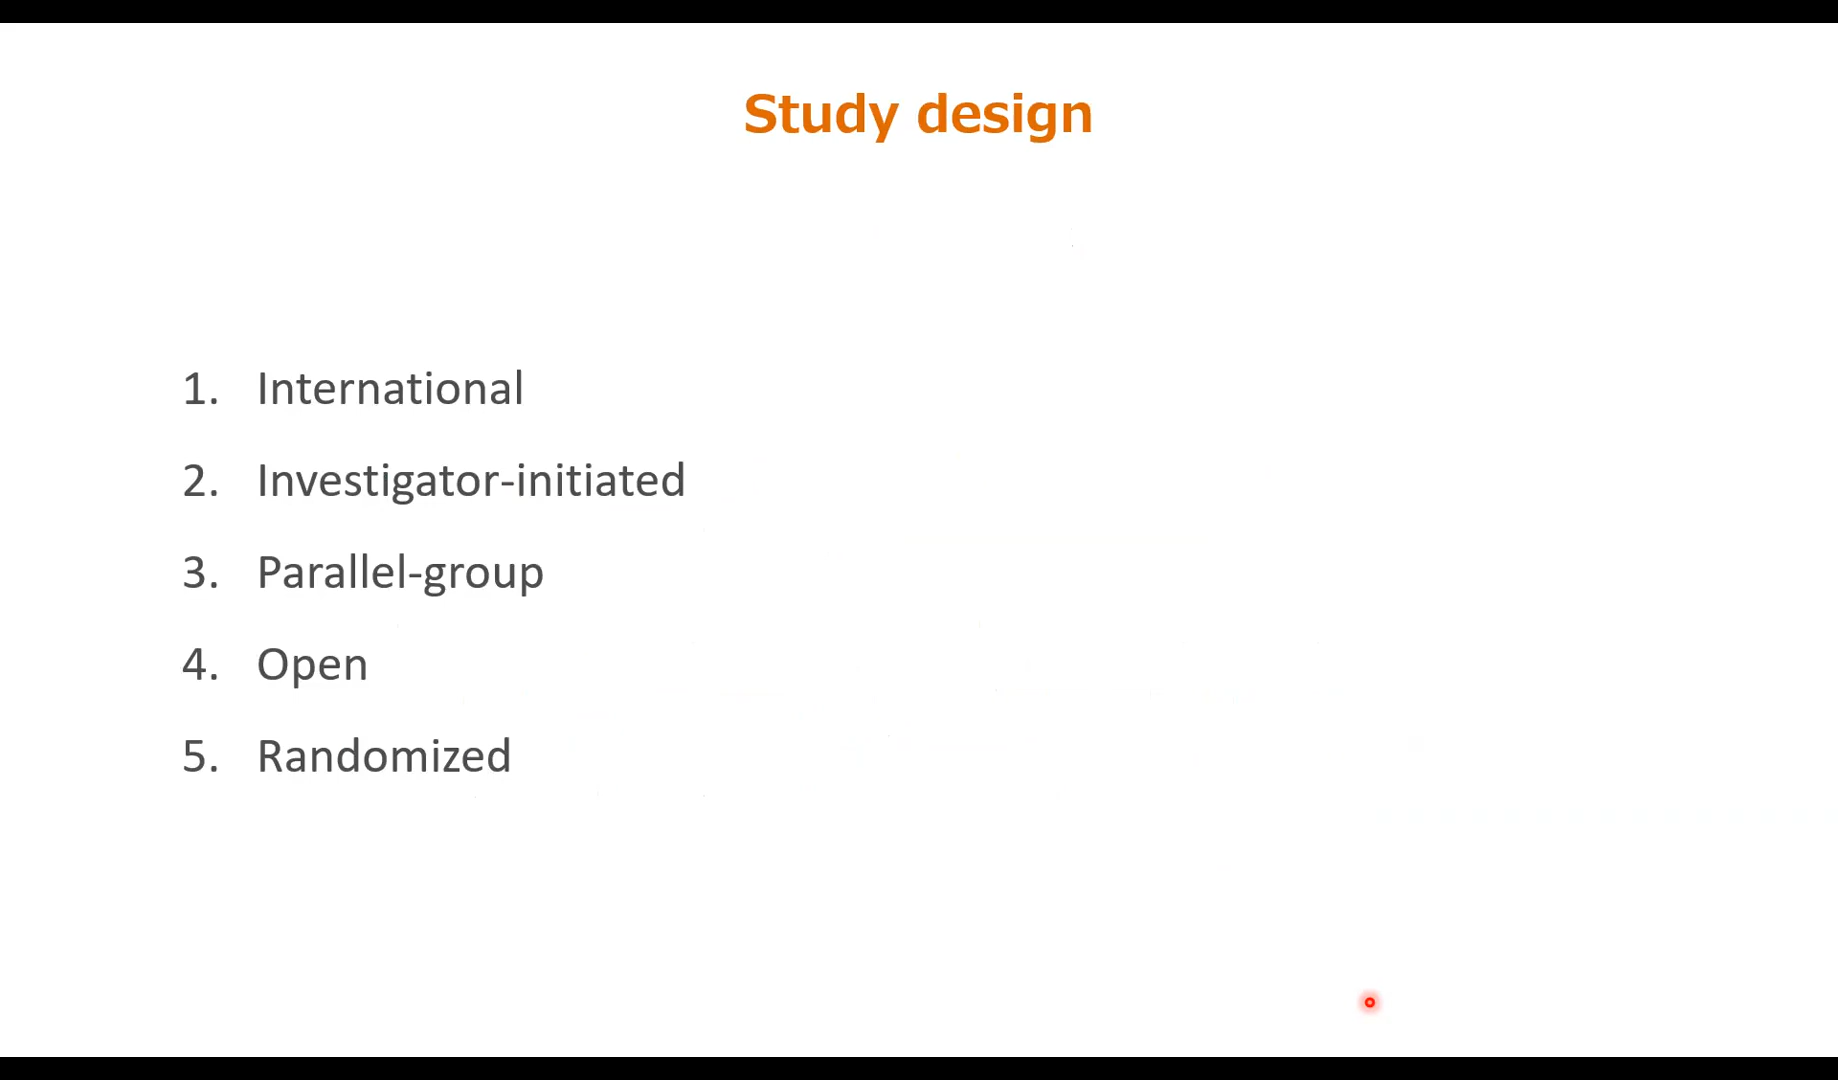 Study design
1. International
2. Investigator-initiated
3. Parallel-group
4. Open
5. Randomized